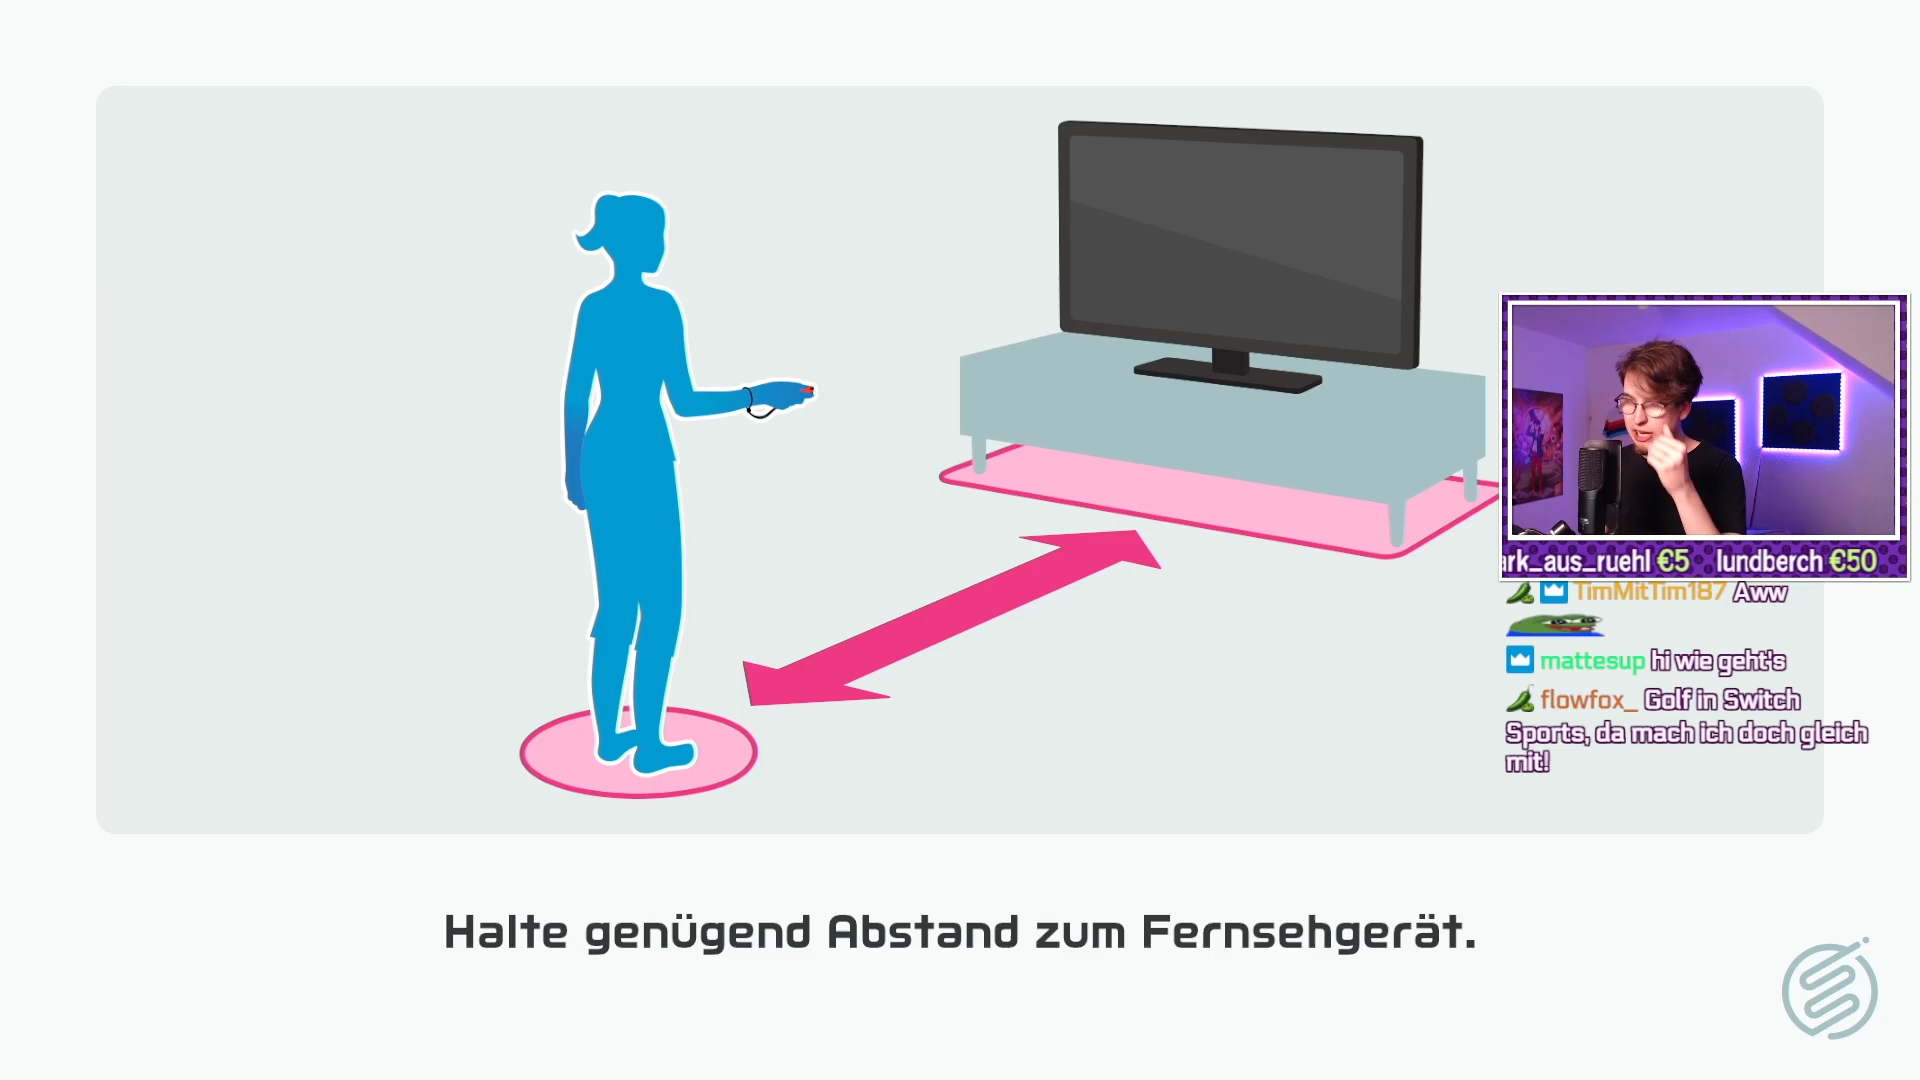 ark_aus_ruehl €5 lundberch €50
TimMitTim187 Aww
mattesup hi wie geht's
flowfox_ Golf in Switch
Sports, da mach ich doch gleich
mit!
Halte genügend Abstand zum Fernsehgerät.